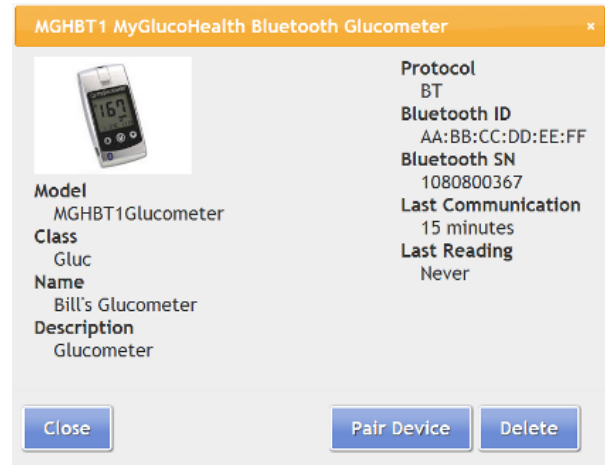 MGHBT1 MyGlucoHealth Bluetooth Glucometer ×
167
Model
MGHBT1Glucometer
Class
Gluc
Name
Bill's Glucometer
Description
Glucometer
Protocol
BT
Bluetooth ID
AA:BB:CC:DD:EE:FF
Bluetooth SN
1080800367
Last Communication
15 minutes
Last Reading
Never
Close
Pair Device
Delete